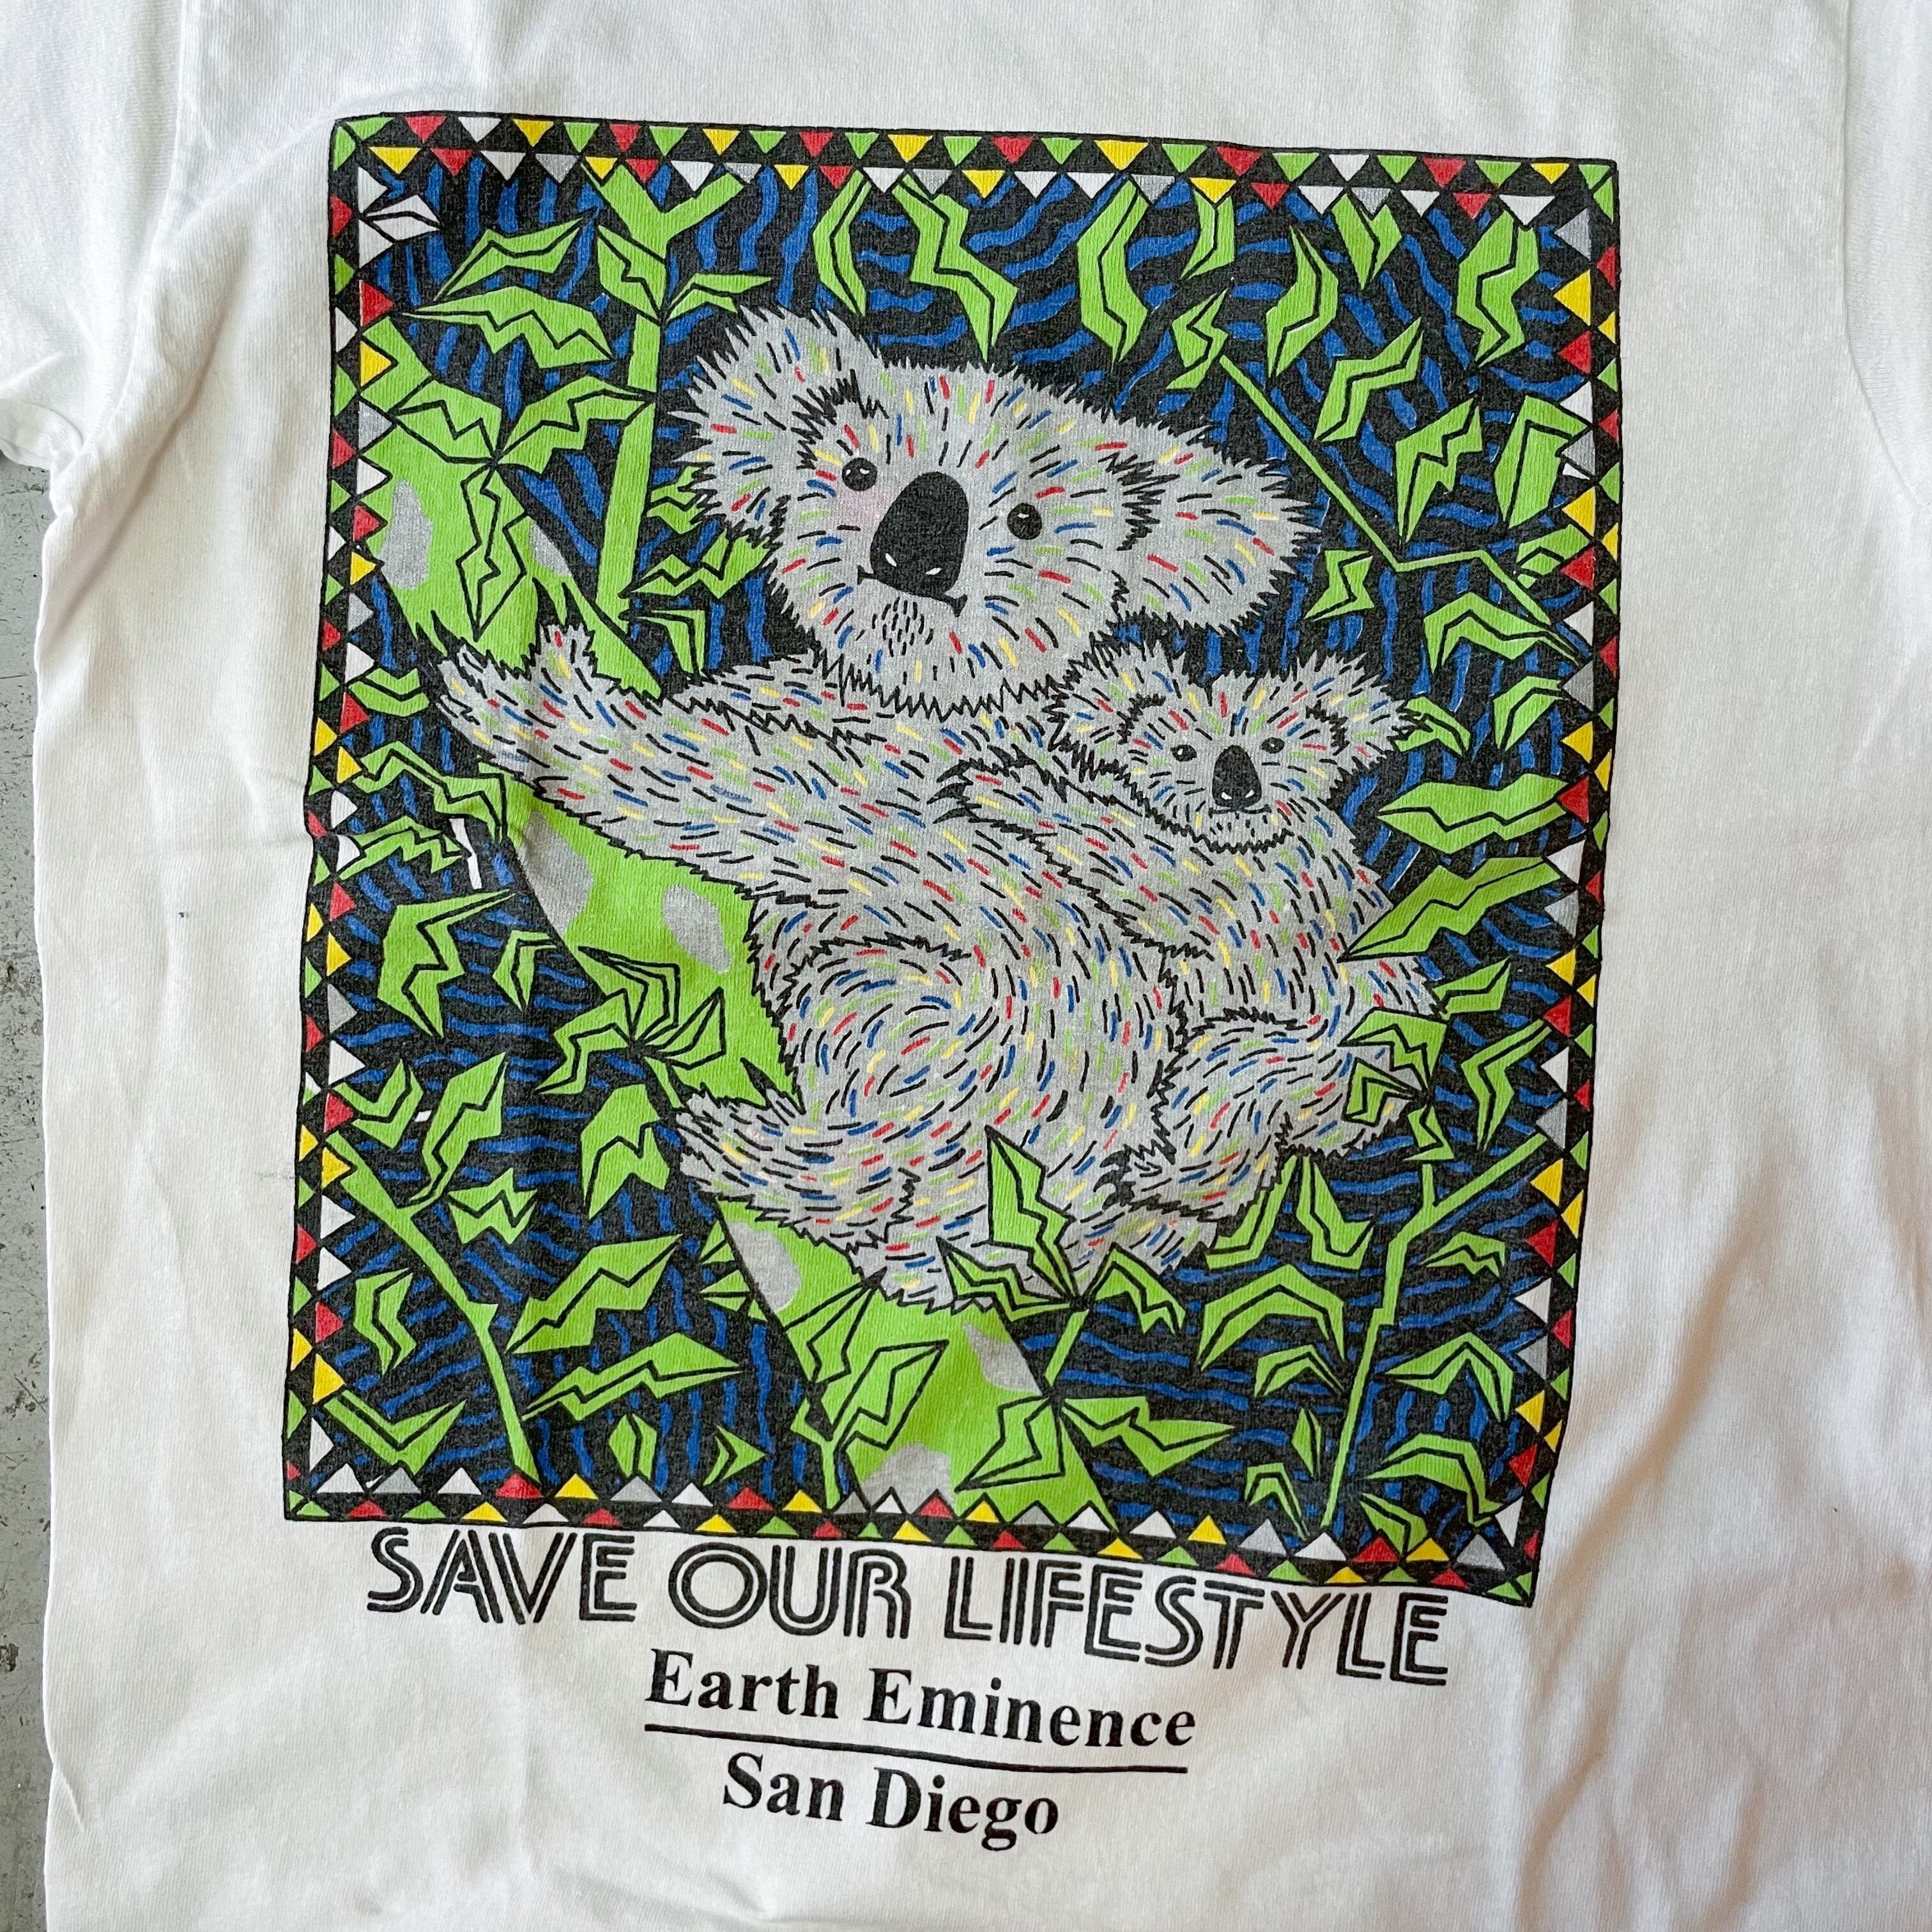 SAVE OUR LIFESTYLE
Earth Eminence
San Diego